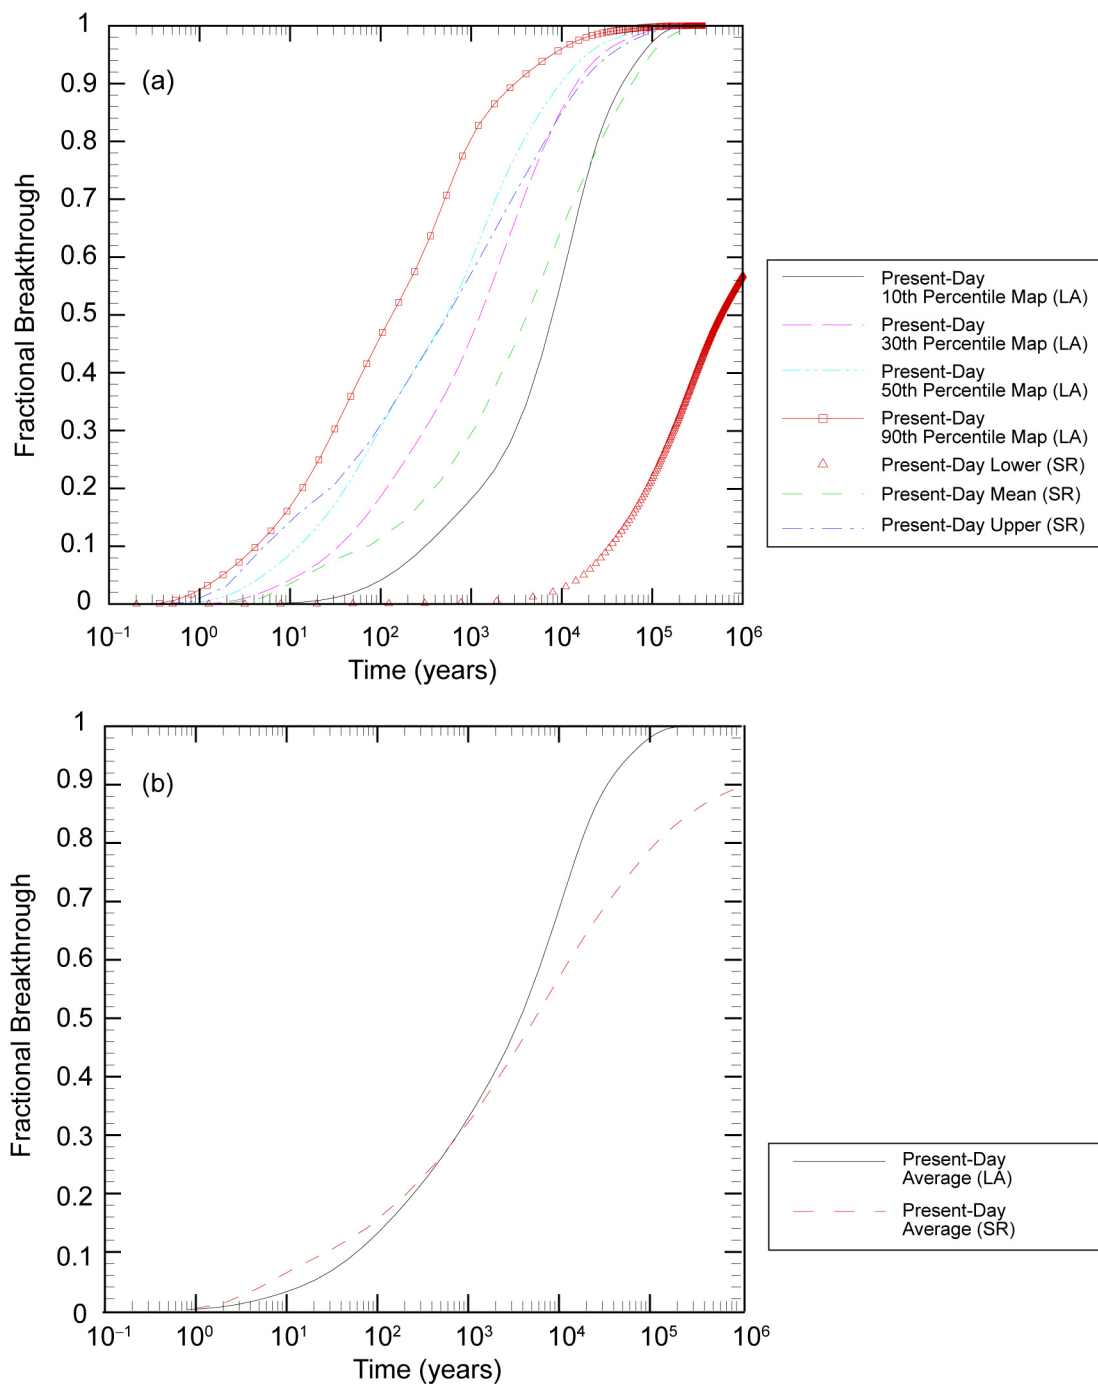 (a)
1
0.9
0.8
0.7
0.6
0.5
0.4
0.3
0.2
0.1
0
Fractional Breakthrough
10⁻¹ 10⁰ 10¹ 10² 10³ 10⁴ 10⁵ 10⁶
Time (years)
Present-Day
10th Percentile Map (LA)
Present-Day
30th Percentile Map (LA)
Present-Day
50th Percentile Map (LA)
Present-Day
90th Percentile Map (LA)
Present-Day Lower (SR)
Present-Day Mean (SR)
Present-Day Upper (SR)
(b)
1
0.9
0.8
0.7
0.6
0.5
0.4
0.3
0.2
0.1
0
Fractional Breakthrough
10⁻¹ 10⁰ 10¹ 10² 10³ 10⁴ 10⁵ 10⁶
Time (years)
Present-Day
Average (LA)
Present-Day
Average (SR)